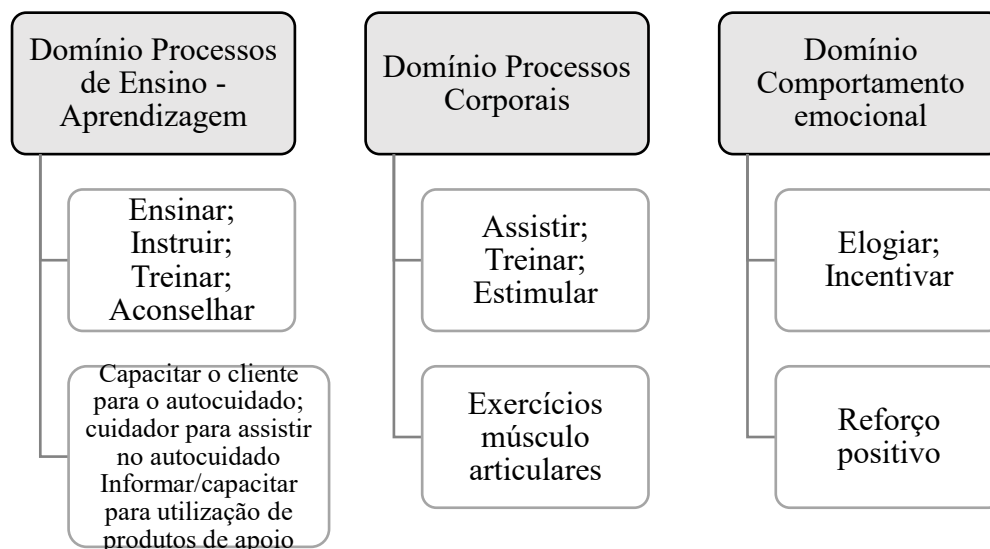 Domínio Processos
de Ensino -
Aprendizagem
Ensinar;
Instruir;
Treinar;
Aconselhar
Capacitar o cliente
para o autocuidado;
cuidador para assistir
no autocuidado
Informar/capacitar
para utilização de
produtos de apoio
Domínio Processos
Corporais
Assistir;
Treinar;
Estimular
Exercícios
músculo
articulares
Domínio
Comportamento
emocional
Elogiar;
Incentivar
Reforço
positivo